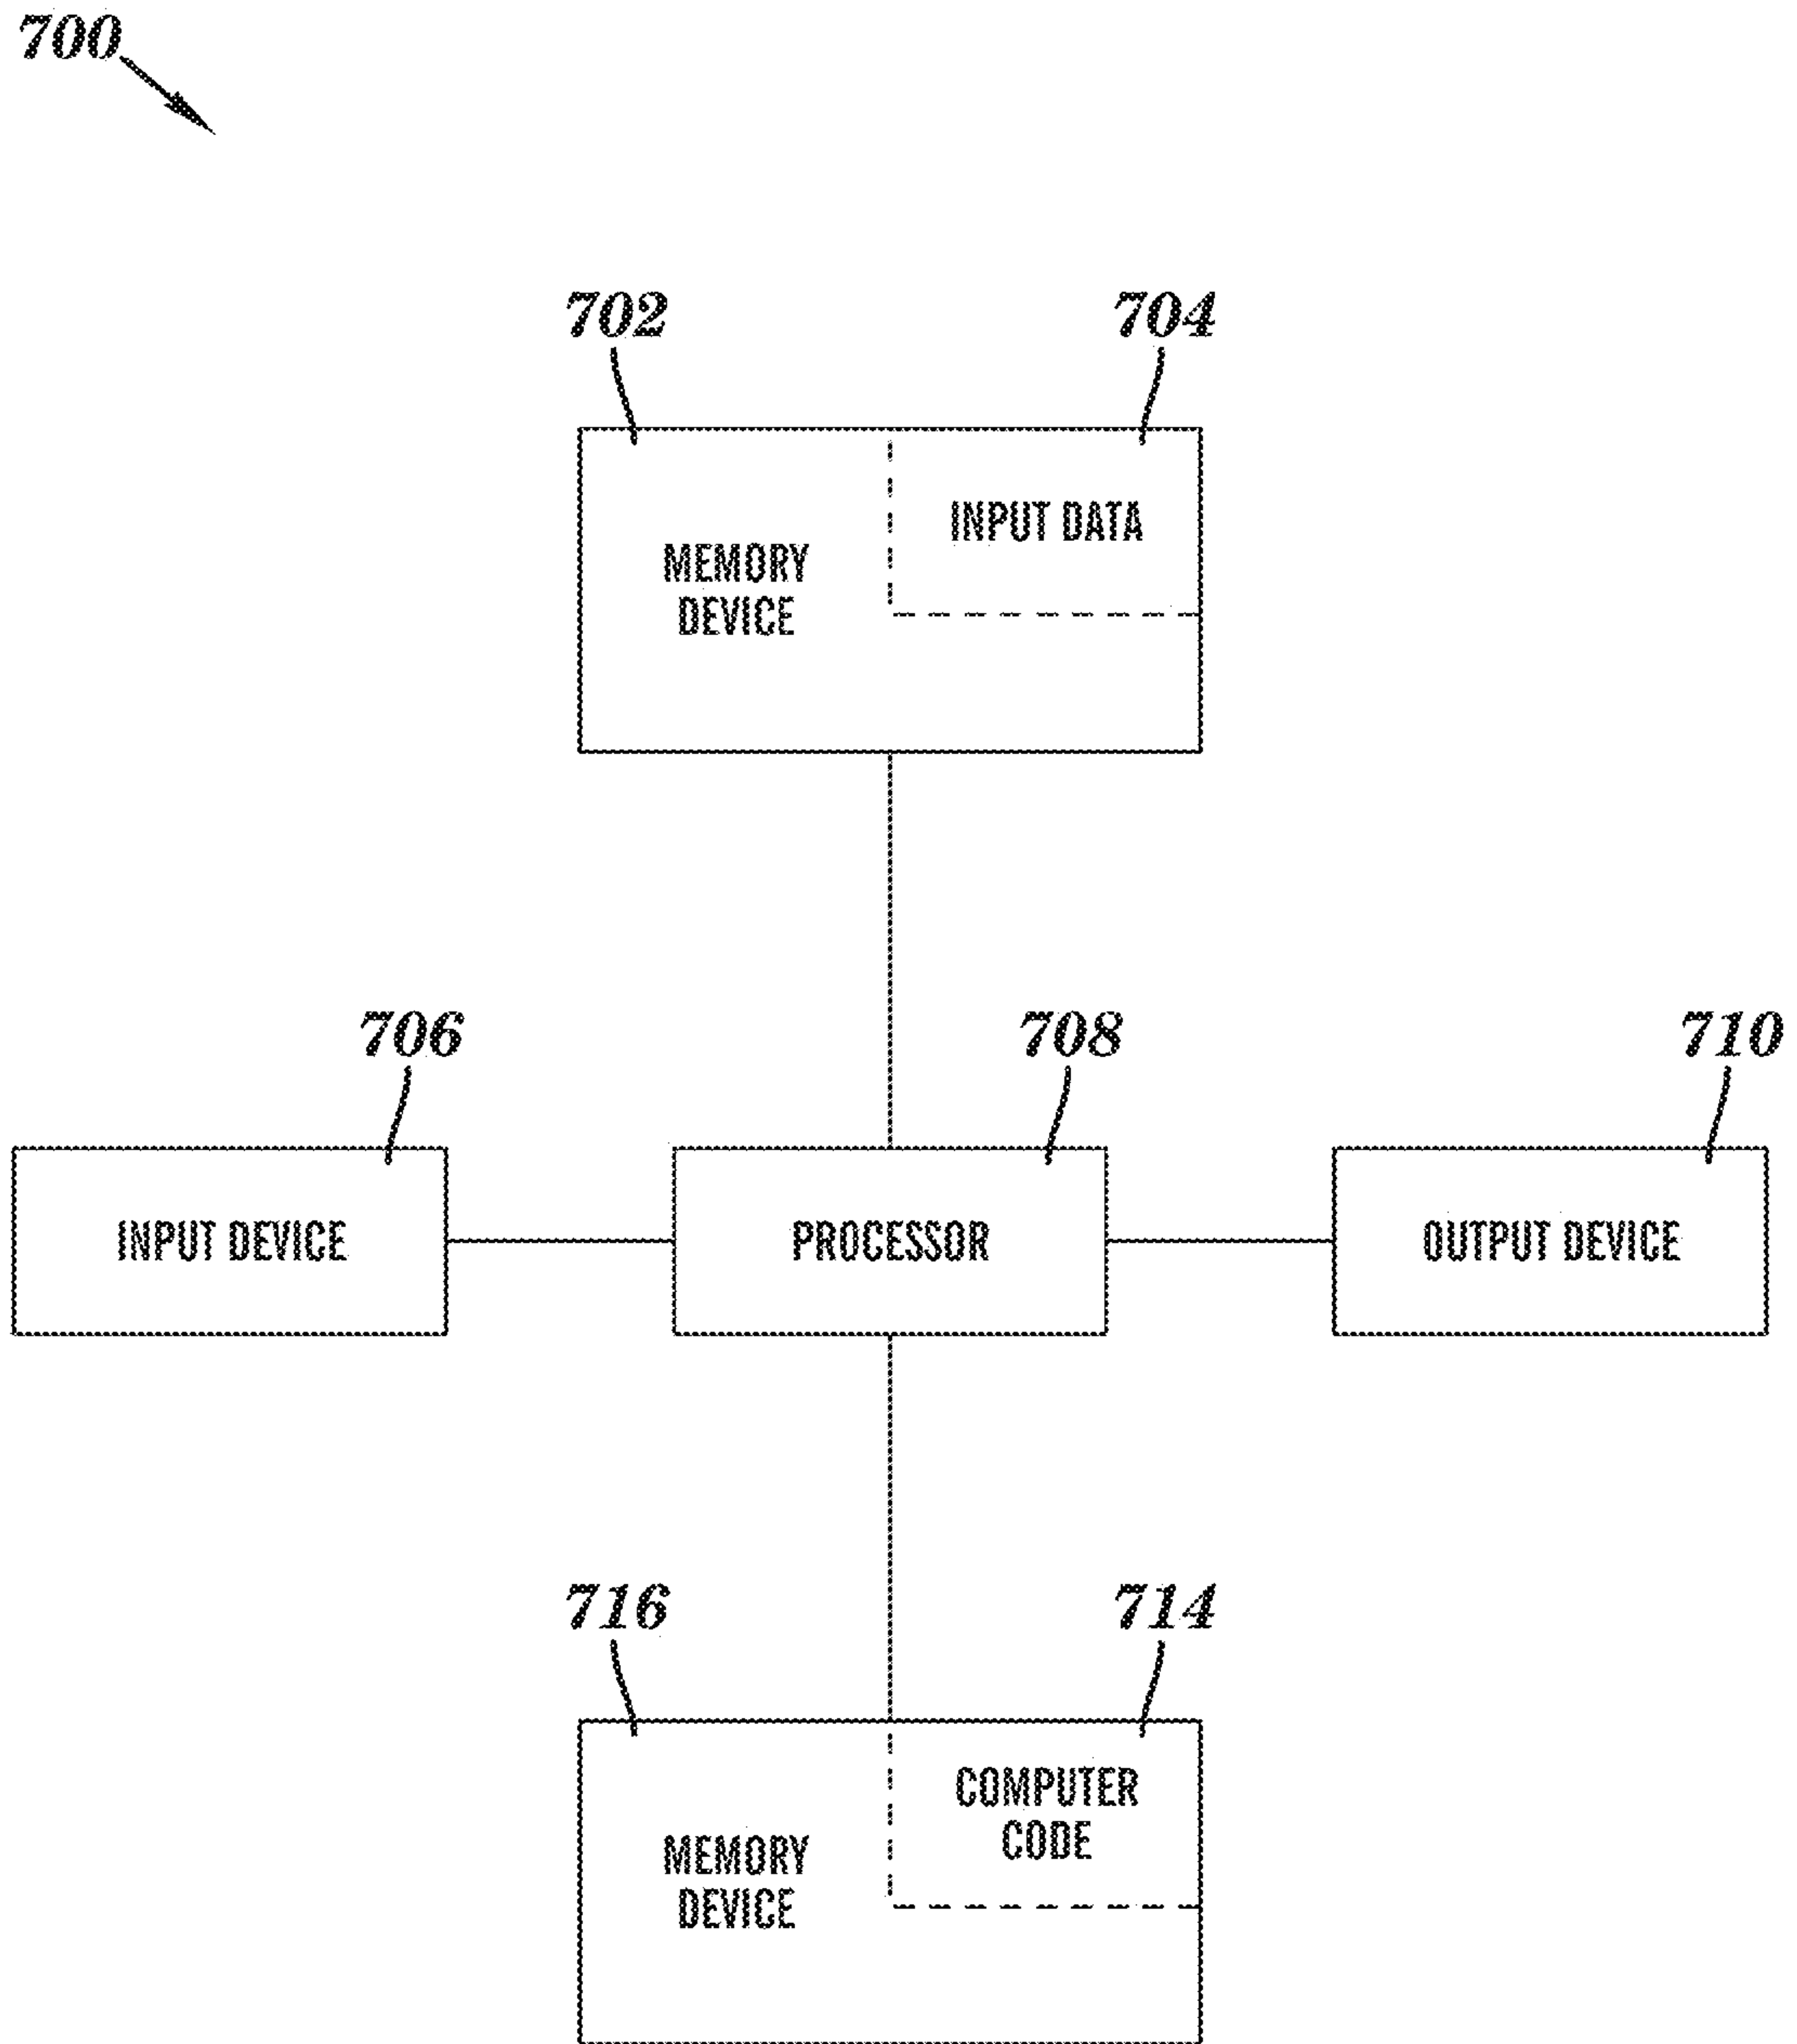 700
702
704
INPUT DATA
MEMORY
DEVICE
706
708
710
INPUT DEVICE
PROCESSOR
OUTPUT DEVICE
716
714
COMPUTER
CODE
MEMORY
DEVICE